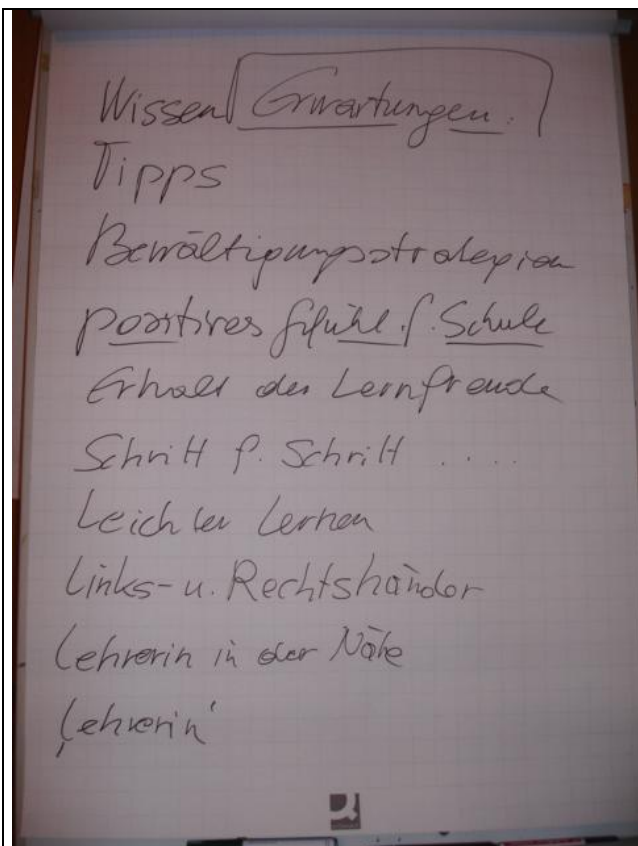 Wissen Erwartungen.
Tipps
Bewältigungsstrategien
positives Gfühl f. Schule
Erhalt der Lernfreude
Schritt f. Schritt ....
Leichter Lernen
Links- u. Rechtshänder
Lehrerin in der Nähe
"Lehrerin"